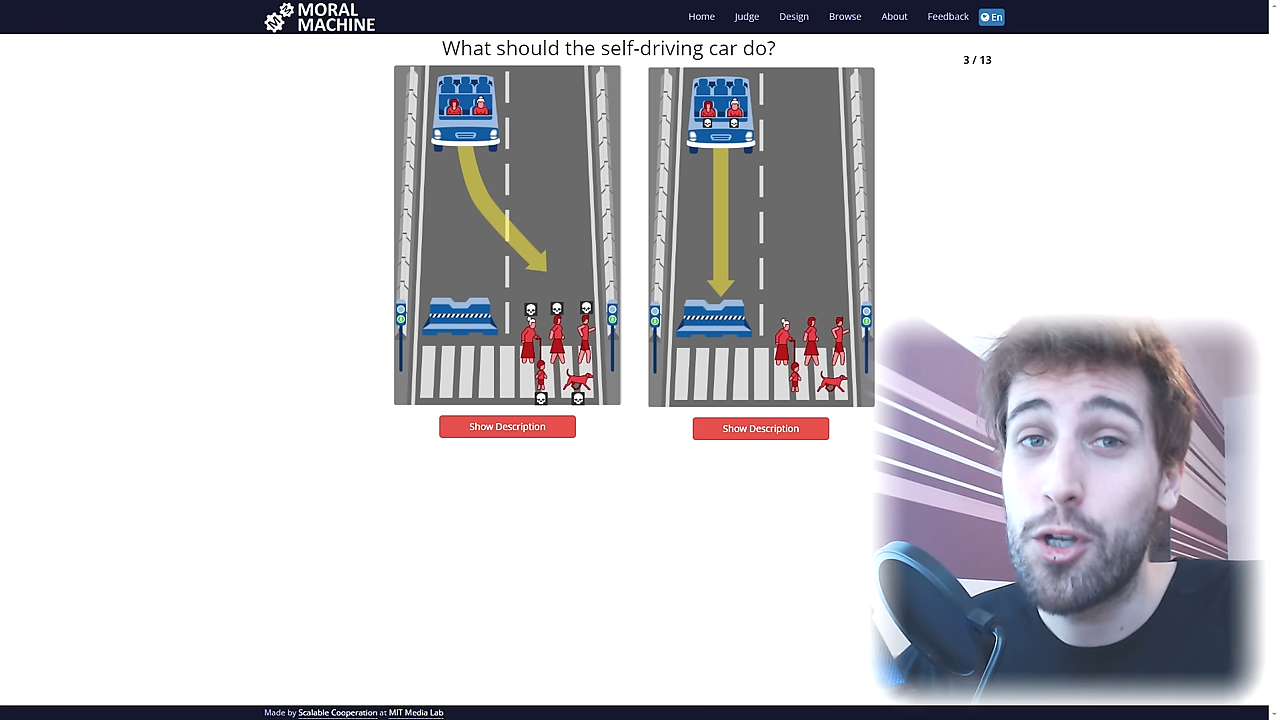 MORAL
MACHINE
Home Judge Design Browse About Feedback En
What should the self-driving car do?
3 / 13
Show Description Show Description
Made by Scalable Cooperation at MIT Media Lab